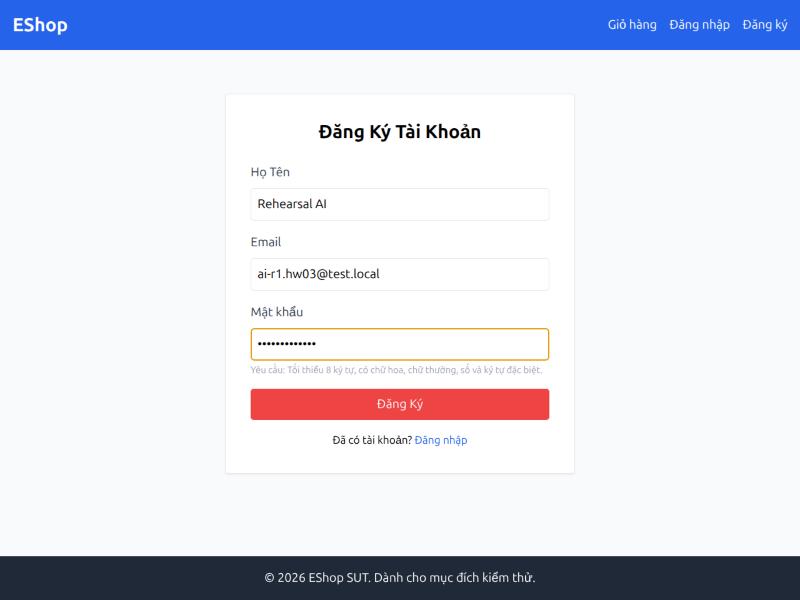 EShop
Giỏ hàng Đăng nhập Đăng ký
Đăng Ký Tài Khoản
Họ Tên
Rehearsal AI
Email
ai-r1.hw03@test.local
Mật khẩu
•••••••••••••
Yêu cầu: Tối thiểu 8 ký tự, có chữ hoa, chữ thường, số và ký tự đặc biệt.
Đăng Ký
Đã có tài khoản? Đăng nhập
© 2026 EShop SUT. Dành cho mục đích kiểm thử.